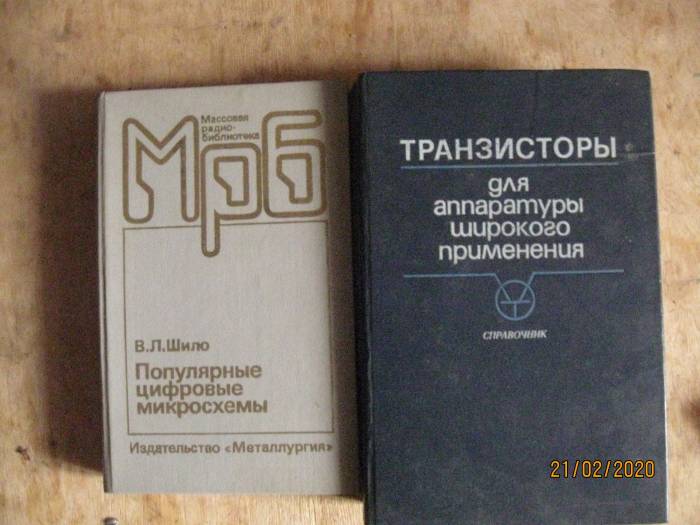 Массовая
радио-
библиотека
Мрб
В.Л.Шило
Популярные
цифровые
микросхемы
Издательство «Металлургия»
ТРАНЗИСТОРЫ
для
аппаратуры
широкого
применения
СПРАВОЧНИК
21/02/2020